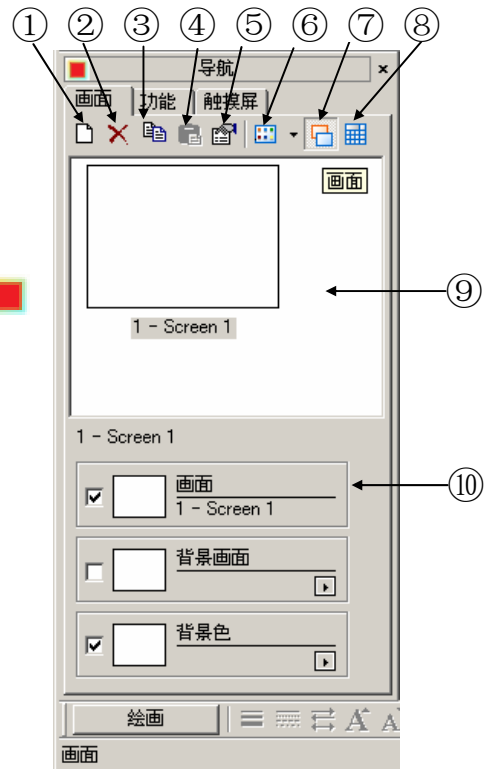 ① ② ③ ④ ⑤ ⑥ ⑦ ⑧
导航
画面 功能 触摸屏
画面
⑨
1 - Screen 1
1 - Screen 1
画面
⑩
1 - Screen 1
背景画面
背景色
绘画 A A
画面